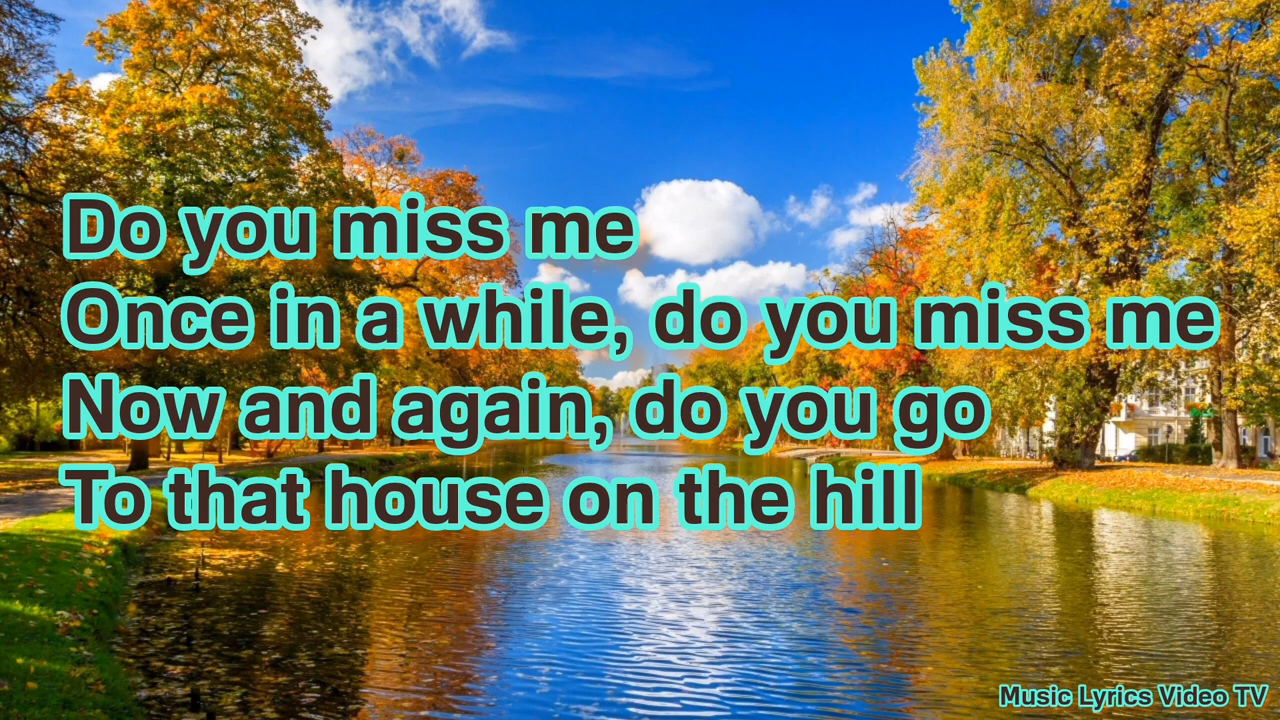 Do you miss me
Once in a while, do you miss me
Now and again, do you go
To that house on the hill
Music Lyrics Video TV